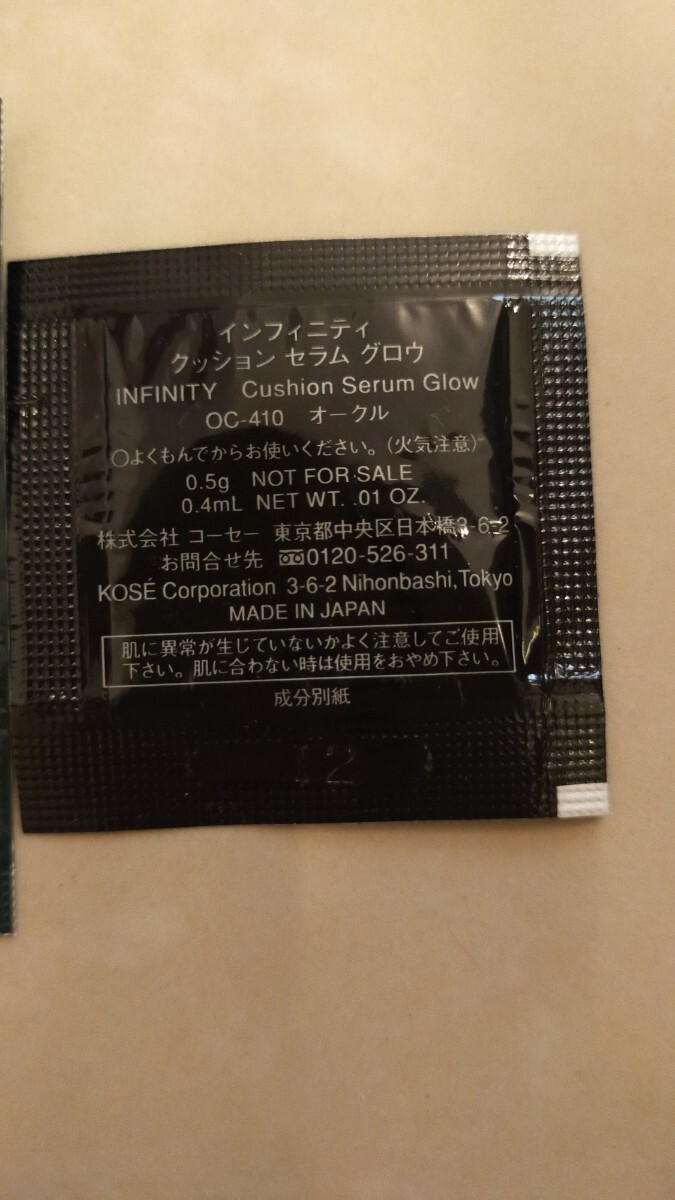 インフィニティ
クッション セラム グロウ
INFINITY Cushion Serum Glow
OC-410 オークル
○よくもんでからお使いください。(火気注意)
0.5g NOT FOR SALE
0.4mL NET WT. .01 OZ.
株式会社 コーセー 東京都中央区日本橋3-6-2
お問合せ先 0120-526-311
KOSÉ Corporation 3-6-2 Nihonbashi, Tokyo
MADE IN JAPAN
肌に異常が生じていないかよく注意してご使用
下さい。肌に合わない時は使用をおやめ下さい。
成分別紙